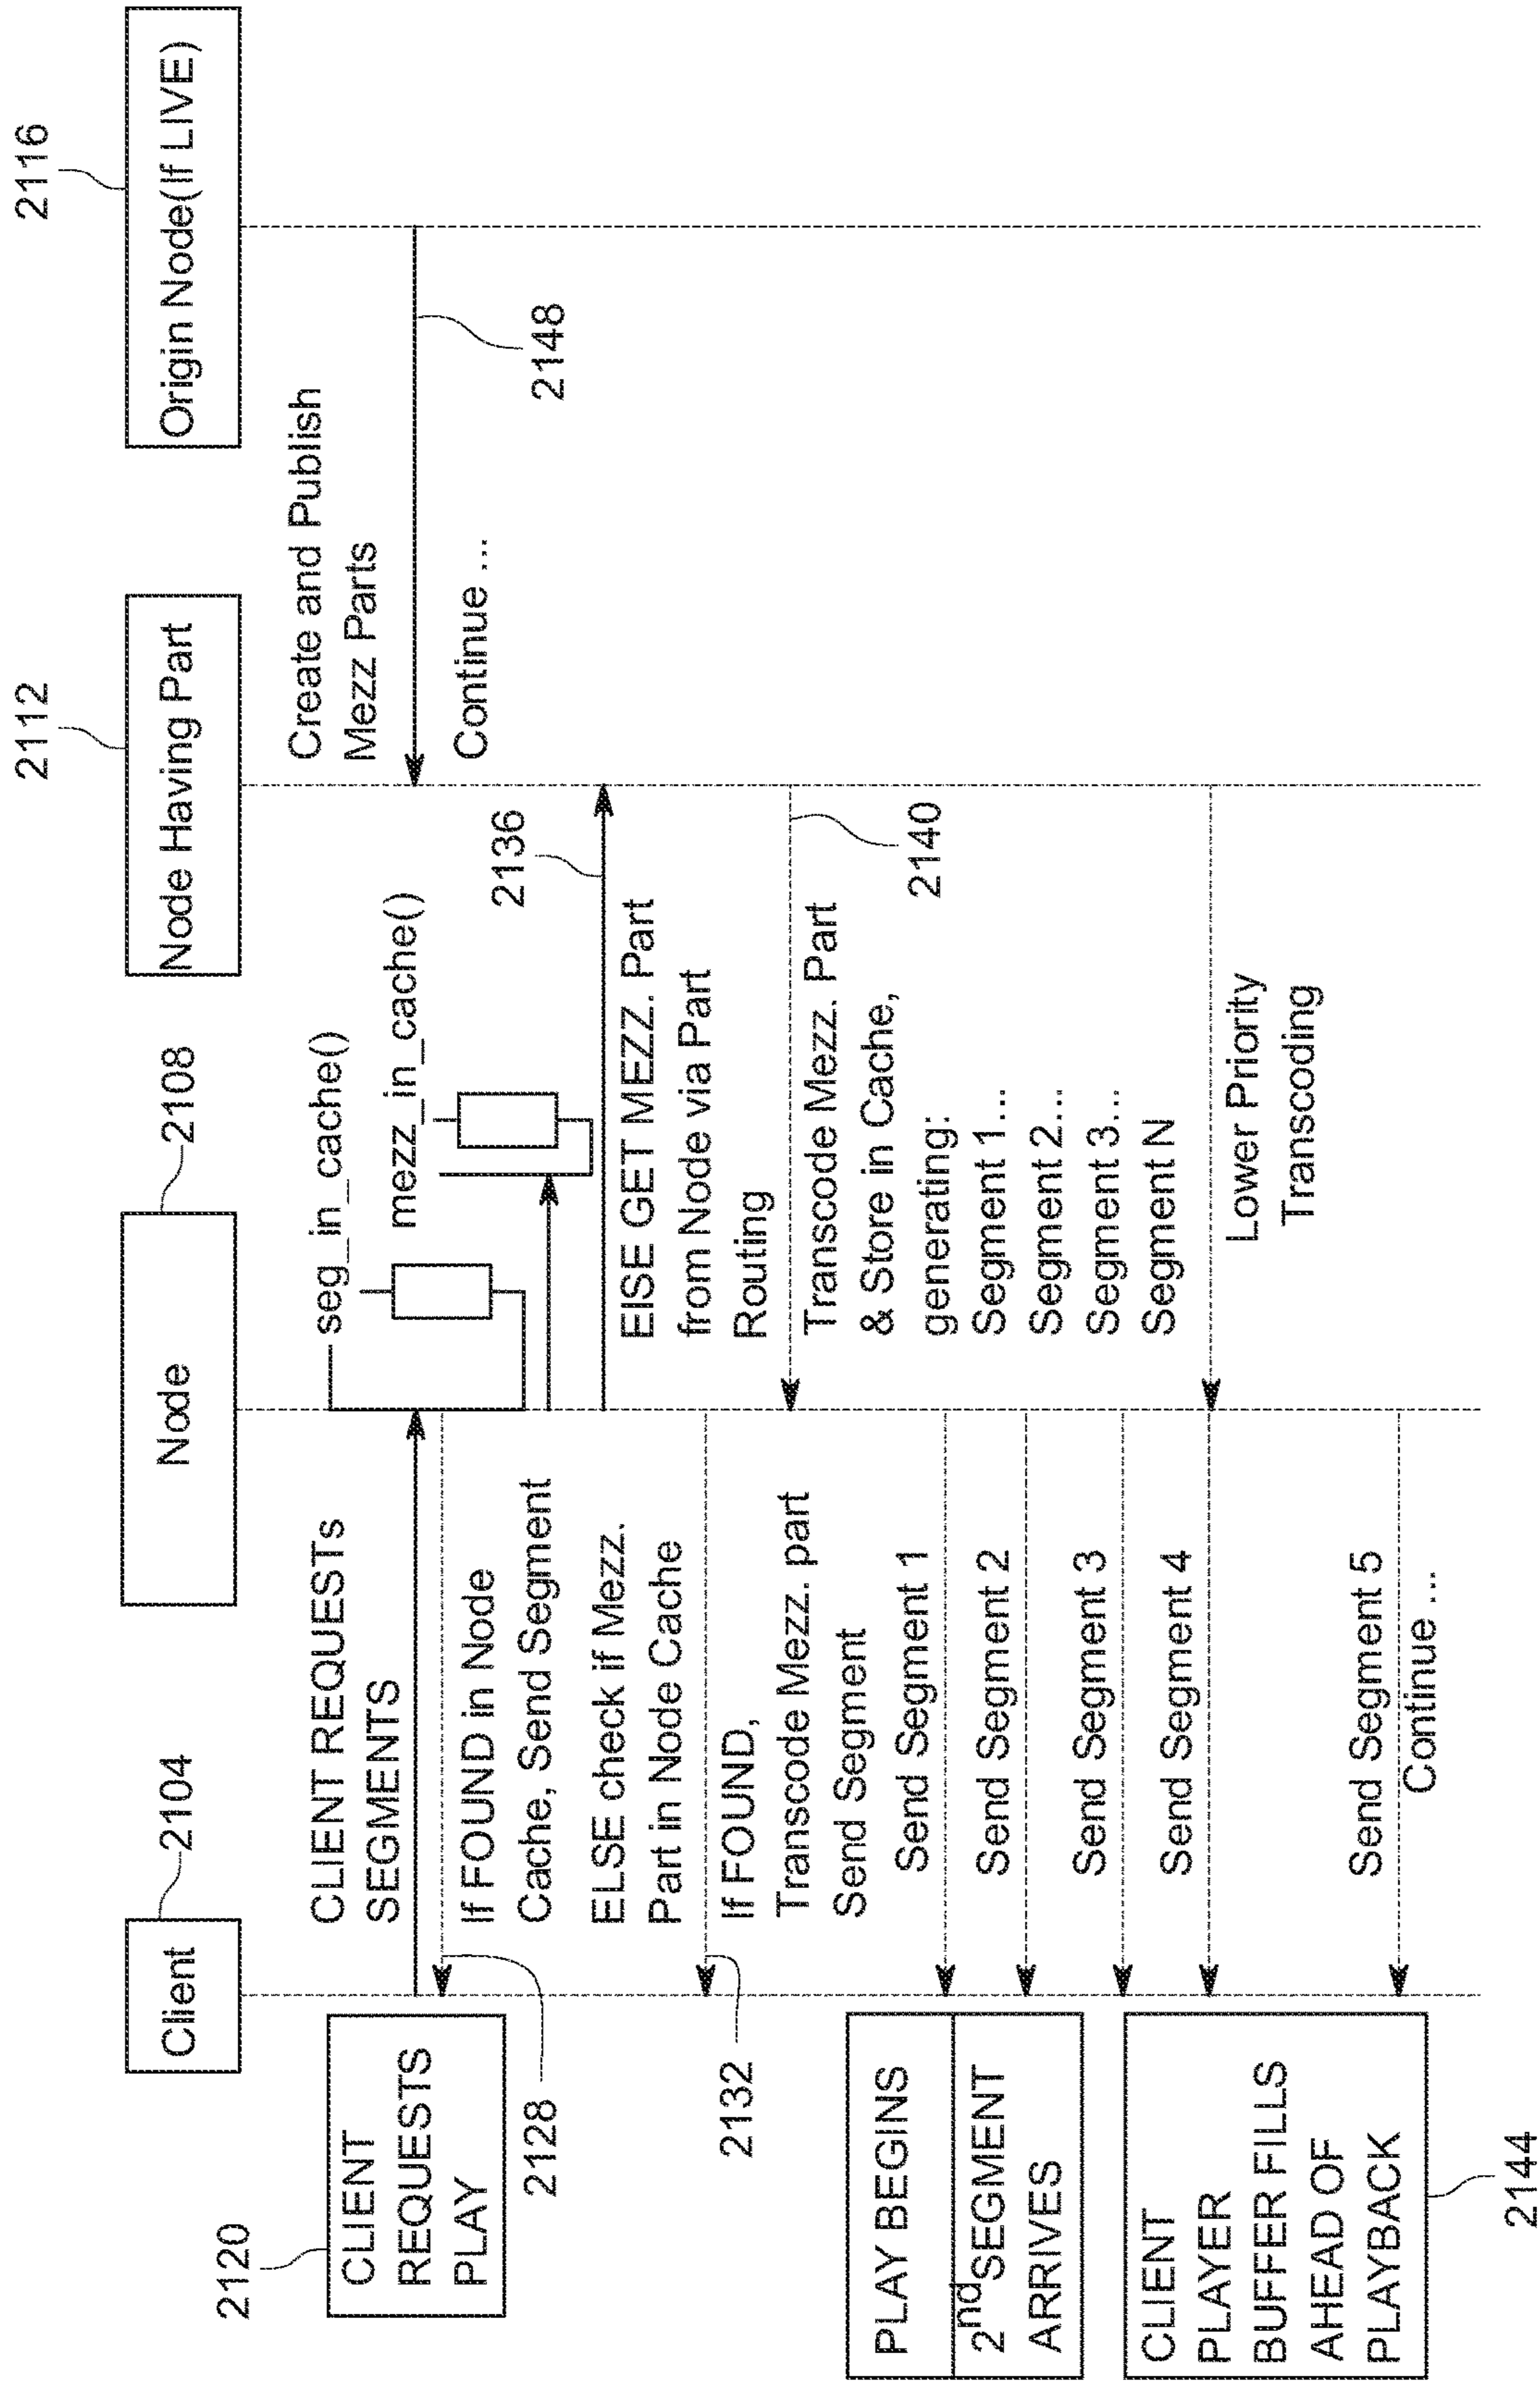 2104
2108
2112
2116
Client
Node
Node Having Part
Origin Node(If LIVE)
2120
CLIENT
REQUESTS
PLAY
CLIENT REQUESTS
SEGMENTS
seg_in_cache()
mezz_in_cache()
Create and Publish
Mezz Parts
2148
Continue ...
2128
If FOUND in Node
Cache, Send Segment
ELSE check if Mezz.
Part in Node Cache
2136
EISE GET MEZZ. Part
from Node via Part
Routing
2132
If FOUND,
Transcode Mezz. part
Send Segment
2140
Transcode Mezz. Part
& Store in Cache,
generating:
Segment 1...
Segment 2...
Segment 3...
Segment N
PLAY BEGINS
2nd SEGMENT
ARRIVES
Send Segment 1
Send Segment 2
Send Segment 3
Send Segment 4
CLIENT
PLAYER
BUFFER FILLS
AHEAD OF
PLAYBACK
2144
Lower Priority
Transcoding
Send Segment 5
Continue ...